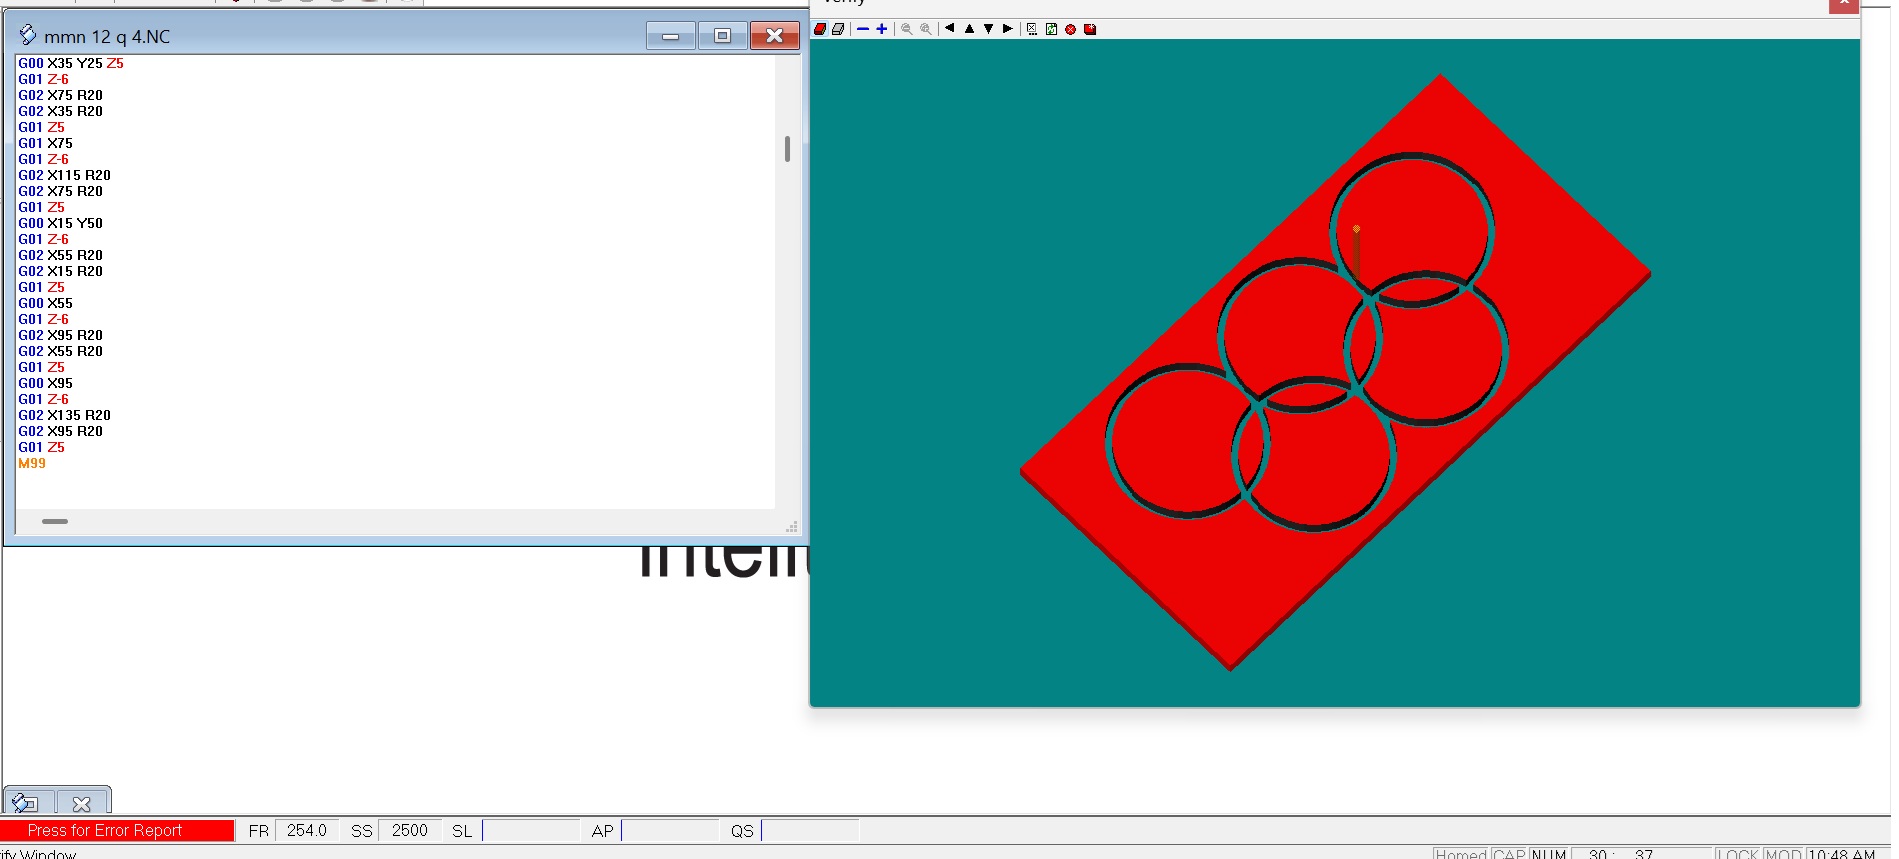 mmn 12 q 4.NC
G00 X35 Y25 Z5
G01 Z-6
G02 X75 R20
G02 X35 R20
G01 Z5
G01 X75
G01 Z-6
G02 X115 R20
G02 X75 R20
G01 Z5
G00 X15 Y50
G01 Z-6
G02 X55 R20
G02 X15 R20
G01 Z5
G00 X55
G01 Z-6
G02 X95 R20
G02 X55 R20
G01 Z5
G00 X95
G01 Z-6
G02 X135 R20
G02 X95 R20
G01 Z5
M99
Press for Error Report FR 254.0 SS 2500 SL AP QS
ify Window Homed CAP NUM 30 : 37 LOCK MOD 10:48 AM